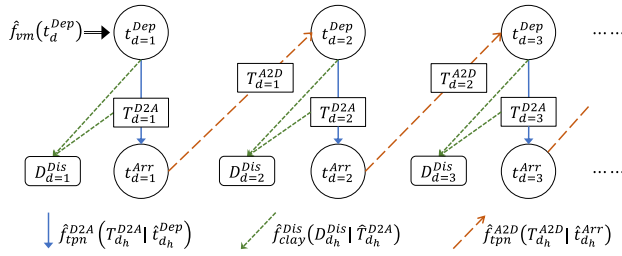 f̂_vm(t_d^Dep) t_{d=1}^{Dep} t_{d=2}^{Dep} t_{d=3}^{Dep} ……
T_{d=1}^{A2D} T_{d=2}^{A2D}
T_{d=1}^{D2A} T_{d=2}^{D2A} T_{d=3}^{D2A}
D_{d=1}^{Dis} t_{d=1}^{Arr} D_{d=2}^{Dis} t_{d=2}^{Arr} D_{d=3}^{Dis} t_{d=3}^{Arr} ……
f̂_{tpn}^{D2A}(T_{d_h}^{D2A}| t̂_{d_h}^{Dep}) f̂_{clay}^{Dis}(D_{d_h}^{Dis}| T̂_{d_h}^{D2A}) f̂_{tpn}^{A2D}(T_{d_h}^{A2D}| t̂_{d_h}^{Arr})